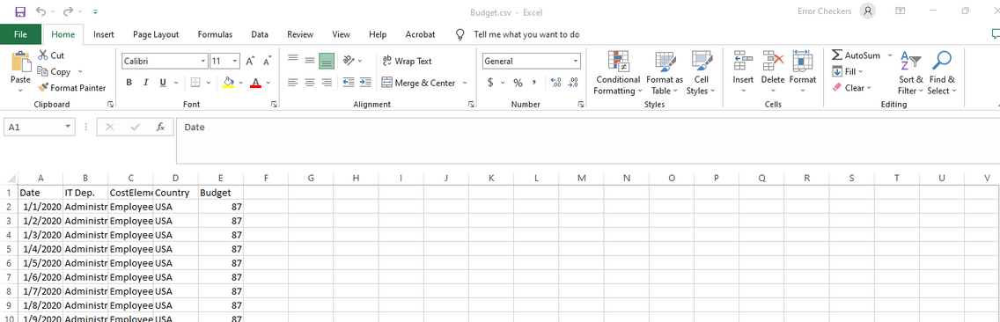 Budget.csv - Excel
Error Checkers
File Home Insert Page Layout Formulas Data Review View Help Acrobat Tell me what you want to do
Paste
Cut
Copy
Format Painter
Clipboard
Calibri 11 A A
B I U A
Font
ab Wrap Text
Merge & Center
Alignment
General
$ % , .00 .00
Number
Conditional Formatting
Format as Table
Cell Styles
Styles
Insert Delete Format
Cells
AutoSum
Fill
Clear
Sort & Filter
Find & Select
Editing
A1 fx Date
A B C D E F G H I J K L M N O P Q R S T U V
1 Date IT Dep. CostEleme Country Budget
2 1/1/2020 Administr Employee USA 87
3 1/2/2020 Administr Employee USA 87
4 1/3/2020 Administr Employee USA 87
5 1/4/2020 Administr Employee USA 87
6 1/5/2020 Administr Employee USA 87
7 1/6/2020 Administr Employee USA 87
8 1/7/2020 Administr Employee USA 87
9 1/8/2020 Administr Employee USA 87
10 1/9/2020 Administr Employee USA 87